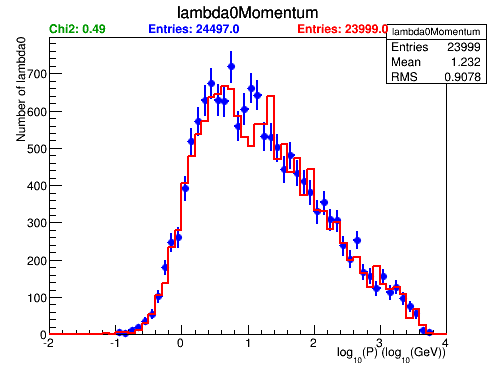 lambda0Momentum
Chi2: 0.49 Entries: 24497.0 Entries: 23999.0
lambda0Momentum
Entries 23999
Mean 1.232
RMS 0.9078
Number of lambda0
700
600
500
400
300
200
100
0
-2 -1 0 1 2 3 4
log10(P) (log10(GeV))